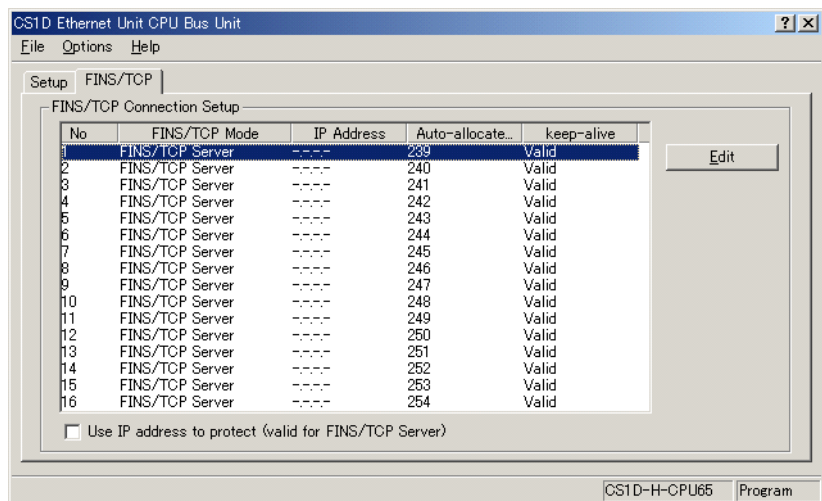 CS1D Ethernet Unit CPU Bus Unit
File Options Help
Setup FINS/TCP
FINS/TCP Connection Setup
No FINS/TCP Mode IP Address Auto-allocate... keep-alive
1 FINS/TCP Server -.-.-.- 239 Valid
2 FINS/TCP Server -.-.-.- 240 Valid
3 FINS/TCP Server -.-.-.- 241 Valid
4 FINS/TCP Server -.-.-.- 242 Valid
5 FINS/TCP Server -.-.-.- 243 Valid
6 FINS/TCP Server -.-.-.- 244 Valid
7 FINS/TCP Server -.-.-.- 245 Valid
8 FINS/TCP Server -.-.-.- 246 Valid
9 FINS/TCP Server -.-.-.- 247 Valid
10 FINS/TCP Server -.-.-.- 248 Valid
11 FINS/TCP Server -.-.-.- 249 Valid
12 FINS/TCP Server -.-.-.- 250 Valid
13 FINS/TCP Server -.-.-.- 251 Valid
14 FINS/TCP Server -.-.-.- 252 Valid
15 FINS/TCP Server -.-.-.- 253 Valid
16 FINS/TCP Server -.-.-.- 254 Valid
Edit
Use IP address to protect (valid for FINS/TCP Server)
CS1D-H-CPU65 Program